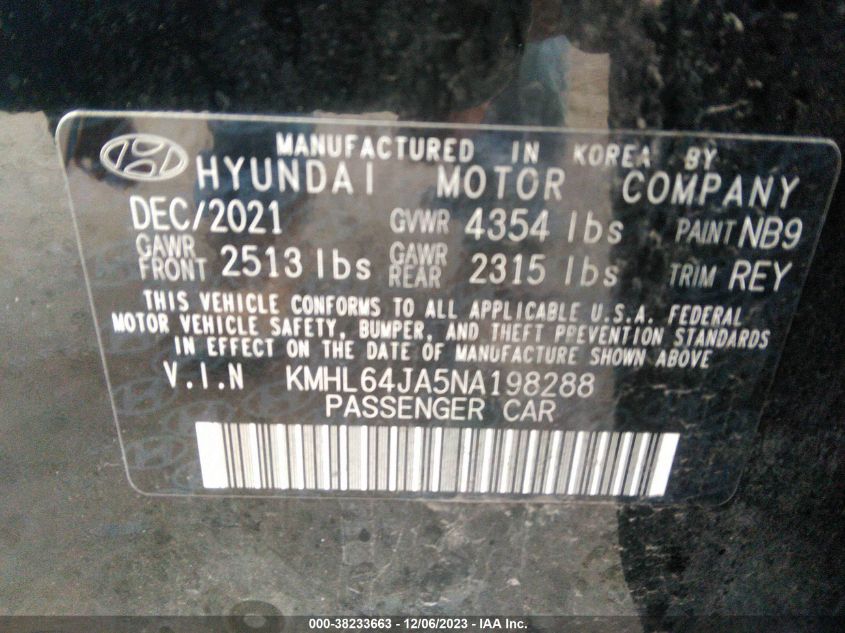 MANUFACTURED IN KOREA BY
HYUNDAI MOTOR COMPANY
DEC/2021 GVWR 4354 lbs PAINT NB9
GAWR FRONT 2513 lbs GAWR REAR 2315 lbs TRIM REY
THIS VEHICLE CONFORMS TO ALL APPLICABLE U.S.A. FEDERAL
MOTOR VEHICLE SAFETY, BUMPER, AND THEFT PREVENTION STANDARDS
IN EFFECT ON THE DATE OF MANUFACTURE SHOWN ABOVE
V.I.N KMHL64JA5NA198288
PASSENGER CAR
000-38233663 - 12/06/2023 - IAA Inc.